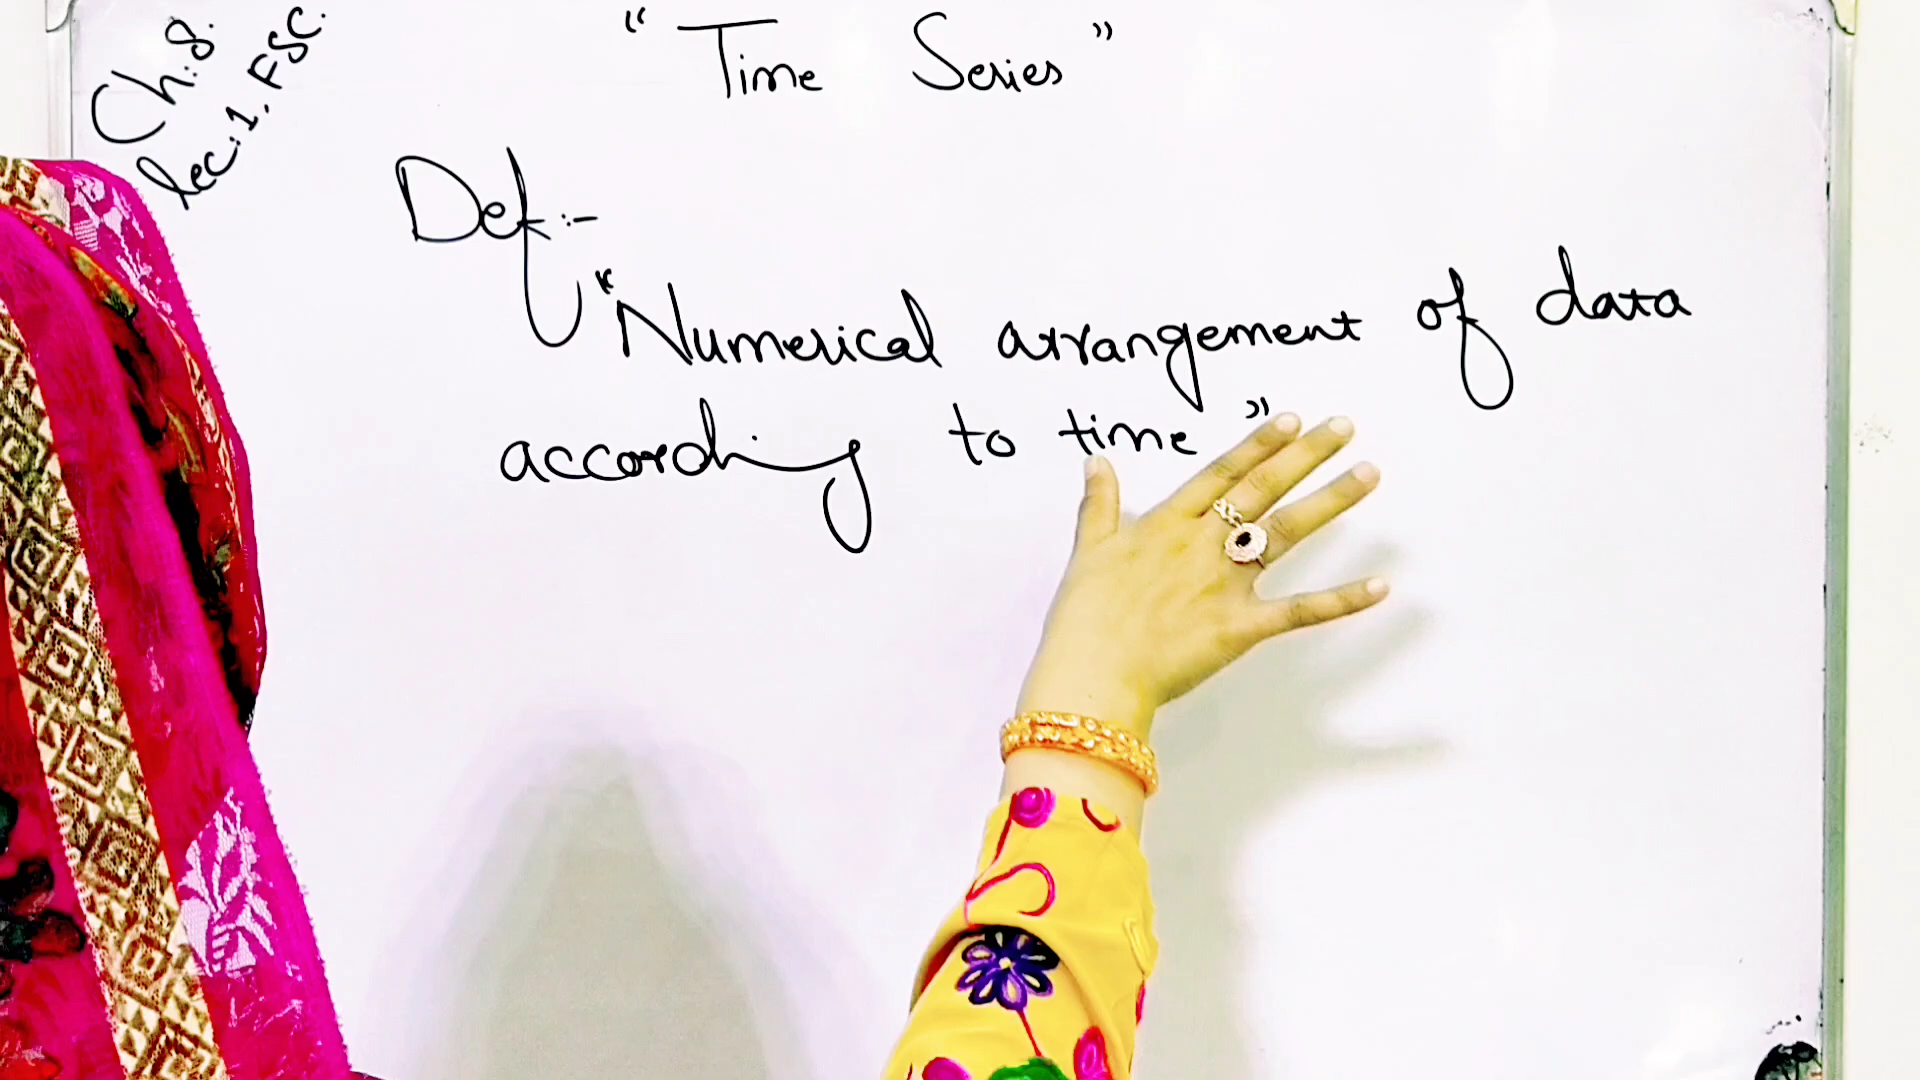 Ch:8.
lec:1. FSC.
" Time Series "
Def:-
"Numerical arrangement of data
according to time"